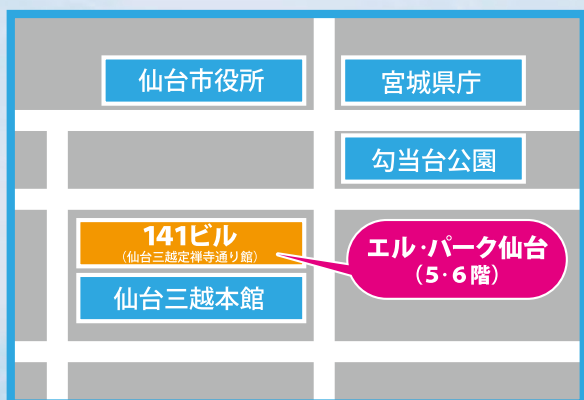 仙台市役所
宮城県庁
勾当台公園
141ビル
（仙台三越定禅寺通り館）
エル・パーク仙台
（5・6階）
仙台三越本館